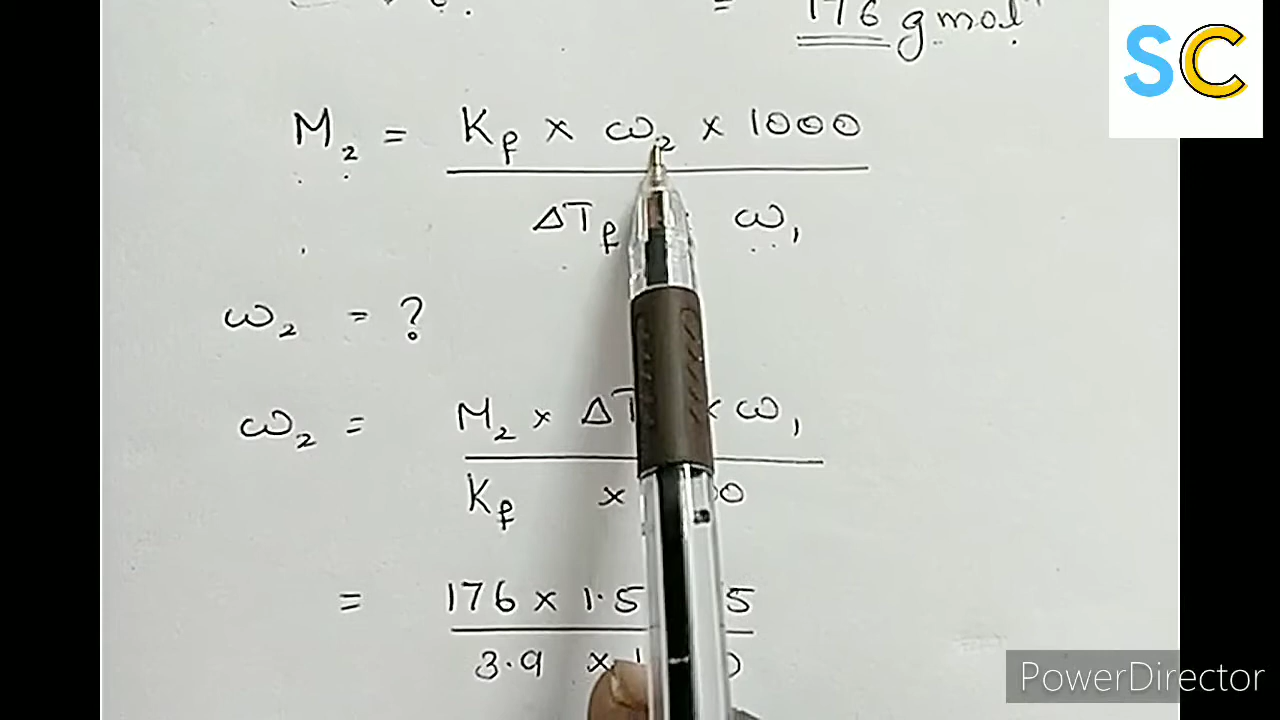 = 176 g mol
SC
M₂ = Kf × ω₂ × 1000
ΔTf ω₁
ω₂ = ?
ω₂ = M₂ × ΔT × ω₁
Kf ×
= 176 × 1.5
3.9 ×
PowerDirector